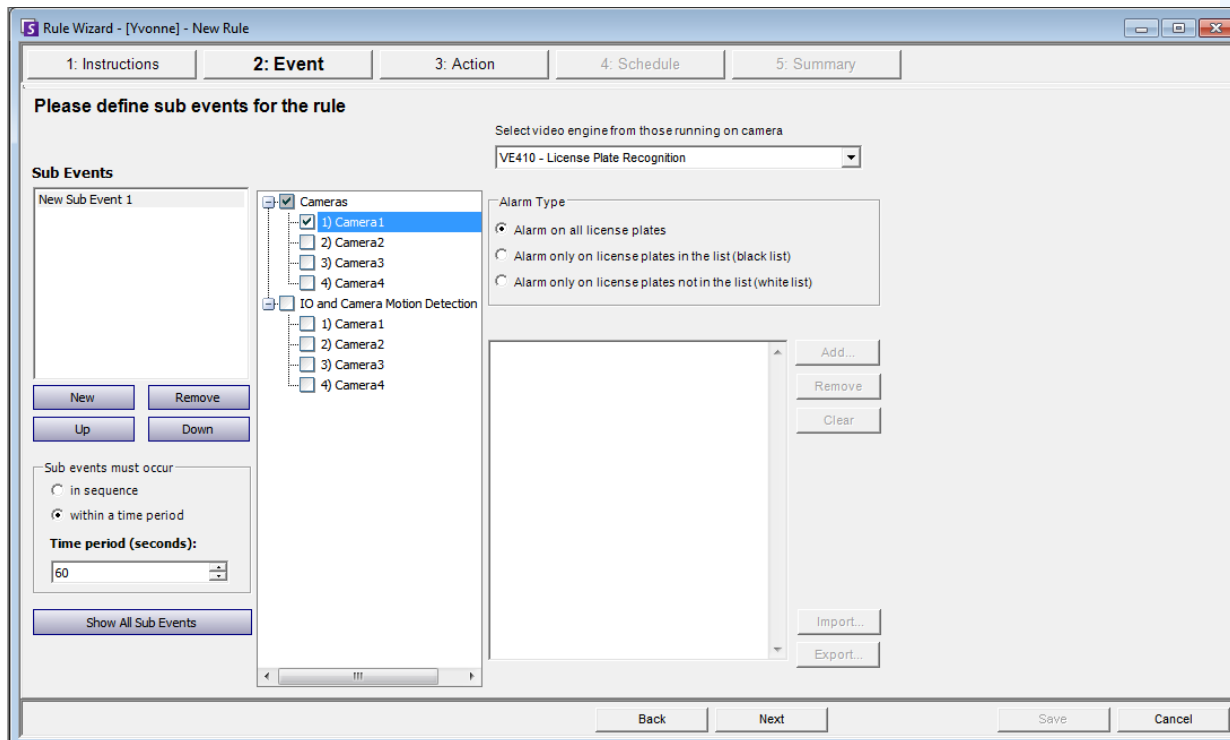 Rule Wizard - [Yvonne] - New Rule
1: Instructions
2: Event
3: Action
4: Schedule
5: Summary
Please define sub events for the rule
Select video engine from those running on camera
VE410 - License Plate Recognition
Sub Events
New Sub Event 1
New
Remove
Up
Down
Sub events must occur
in sequence
within a time period
Time period (seconds):
60
Show All Sub Events
Cameras
1) Camera1
2) Camera2
3) Camera3
4) Camera4
IO and Camera Motion Detection
1) Camera1
2) Camera2
3) Camera3
4) Camera4
Alarm Type
Alarm on all license plates
Alarm only on license plates in the list (black list)
Alarm only on license plates not in the list (white list)
Add...
Remove
Clear
Import...
Export...
Back
Next
Save
Cancel